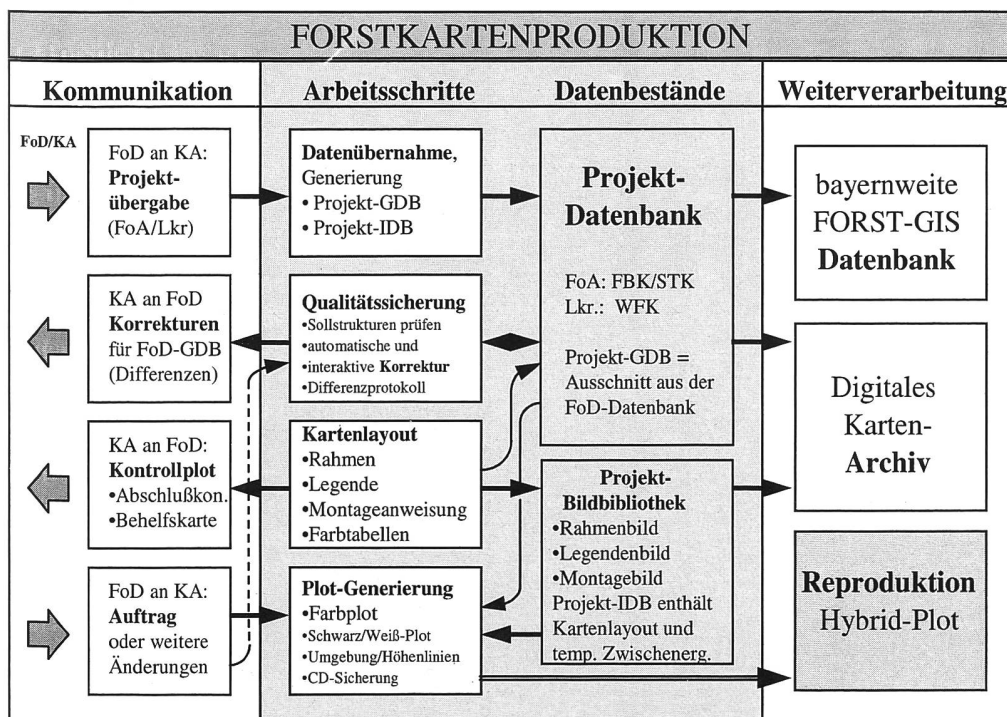 FORSTKARTENPRODUKTION
Kommunikation
Arbeitsschritte
Datenbestände
Weiterverarbeitung
FoD/KA
FoD an KA:
Projekt-
übergabe
(FoA/Lkr)
KA an FoD
Korrekturen
für FoD-GDB
(Differenzen)
KA an FoD:
Kontrollplot
•Abschlußkon.
•Behelfskarte
FoD an KA:
Auftrag
oder weitere
Änderungen
Datenübernahme,
Generierung
• Projekt-GDB
• Projekt-IDB
Qualitätssicherung
•Sollstrukturen prüfen
•automatische und
•interaktive Korrektur
•Differenzprotokoll
Kartenlayout
•Rahmen
•Legende
•Montageanweisung
•Farbtabellen
Plot-Generierung
•Farbplot
•Schwarz/Weiß-Plot
•Umgebung/Höhenlinien
•CD-Sicherung
Projekt-
Datenbank
FoA: FBK/STK
Lkr.: WFK
Projekt-GDB =
Ausschnitt aus der
FoD-Datenbank
Projekt-
Bildbibliothek
•Rahmenbild
•Legendenbild
•Montagebild
Projekt-IDB enthält
Kartenlayout und
temp. Zwischenerg.
bayernweite
FORST-GIS
Datenbank
Digitales
Karten-
Archiv
Reproduktion
Hybrid-Plot